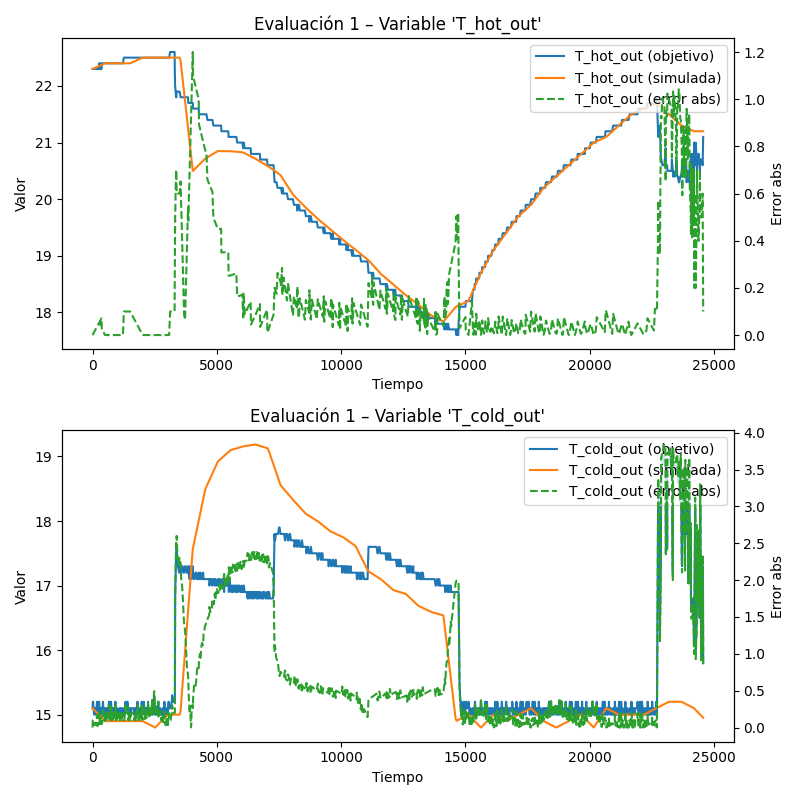 Evaluación 1 – Variable 'T_hot_out'
T_hot_out (objetivo)
T_hot_out (simulada)
T_hot_out (error abs)
Valor
22
21
20
19
18
1.2
1.0
0.8
0.6
0.4
0.2
0.0
Error abs
0 5000 10000 15000 20000 25000
Tiempo
Evaluación 1 – Variable 'T_cold_out'
T_cold_out (objetivo)
T_cold_out (simulada)
T_cold_out (error abs)
Valor
19
18
17
16
15
4.0
3.5
3.0
2.5
2.0
1.5
1.0
0.5
0.0
Error abs
0 5000 10000 15000 20000 25000
Tiempo